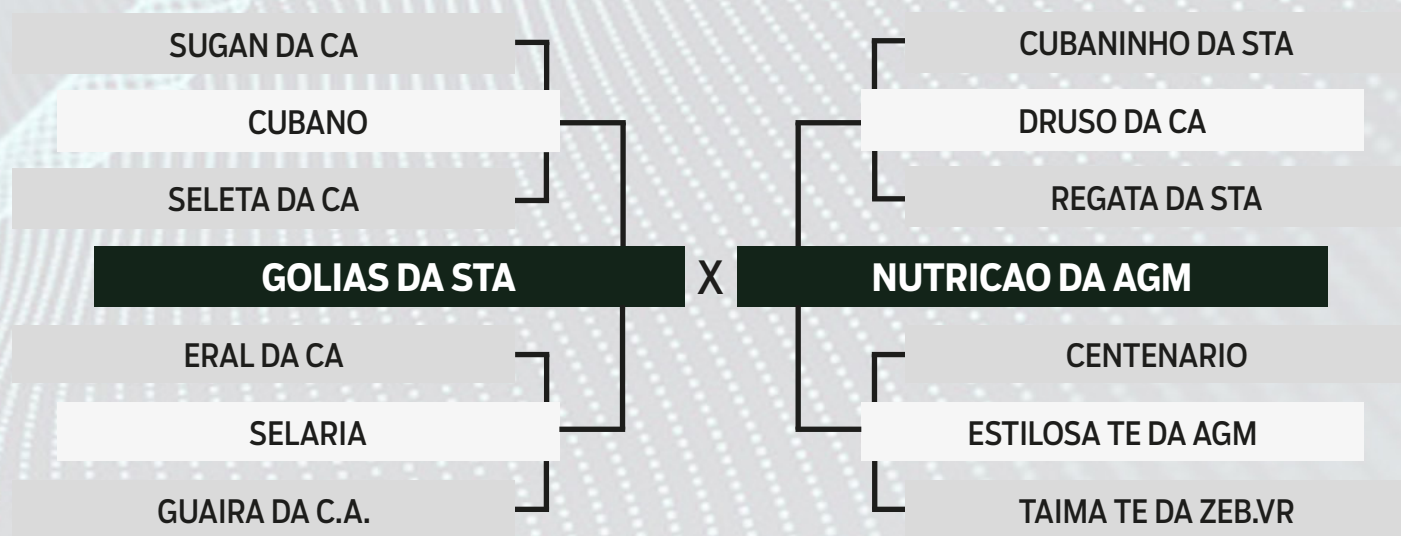 SUGAN DA CA
CUBANO
SELETA DA CA
GOLIAS DA STA
ERAL DA CA
SELARIA
GUAIRA DA C.A.
X
CUBANINHO DA STA
DRUSO DA CA
REGATA DA STA
NUTRICAO DA AGM
CENTENARIO
ESTILOSA TE DA AGM
TAIMA TE DA ZEB.VR